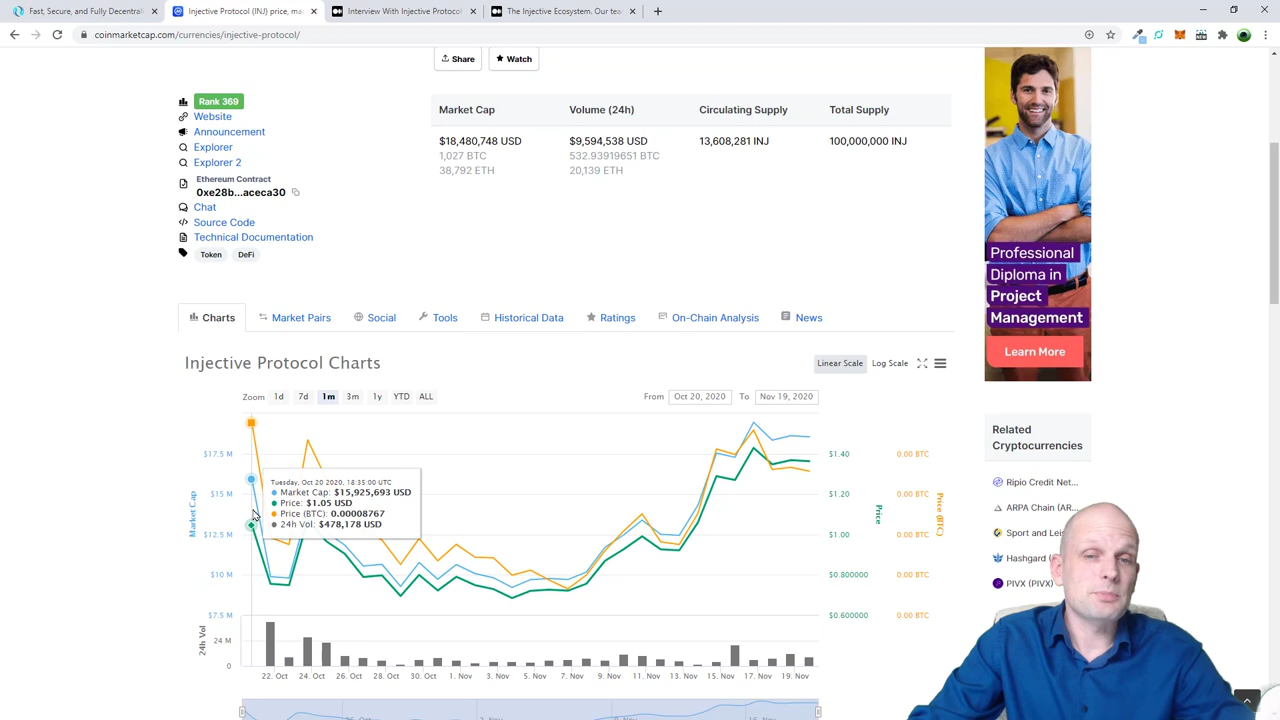 Fast, Secure, and Fully Decentral
Injective Protocol (INJ) price, ma
Interview With Injective Protocol
The Injective Ecosystem. Our te
coinmarketcap.com/currencies/injective-protocol/
Share
Watch
Rank 369
Website
Announcement
Explorer
Explorer 2
Ethereum Contract
0xe28b...aceca30
Chat
Source Code
Technical Documentation
Token
DeFi
Market Cap
Volume (24h)
Circulating Supply
Total Supply
$18,480,748 USD
$9,594,538 USD
13,608,281 INJ
100,000,000 INJ
1,027 BTC
532.93919651 BTC
38,792 ETH
20,139 ETH
Professional
Diploma in
Project
Management
Learn More
Charts
Market Pairs
Social
Tools
Historical Data
Ratings
On-Chain Analysis
News
Injective Protocol Charts
Linear Scale
Log Scale
Zoom
1d
7d
1m
3m
1y
YTD
ALL
From
Oct 20, 2020
To
Nov 19, 2020
$17.5 M
$15 M
$12.5 M
$10 M
$7.5 M
Market Cap
24 M
0
24h Vol
Tuesday, Oct 20 2020, 18:35:00 UTC
Market Cap: $15,925,693 USD
Price: $1.05 USD
Price (BTC): 0.00008767
24h Vol: $478,178 USD
$1.40
$1.20
$1.00
$0.800000
$0.600000
Price
0.00 BTC
0.00 BTC
0.00 BTC
0.00 BTC
0.00 BTC
Price (BTC)
22. Oct
24. Oct
26. Oct
28. Oct
30. Oct
1. Nov
3. Nov
5. Nov
7. Nov
9. Nov
11. Nov
13. Nov
15. Nov
17. Nov
19. Nov
Related
Cryptocurrencies
Ripio Credit Net...
ARPA Chain (AR...
Sport and Lei
Hashgard (
PIVX (PIVX)